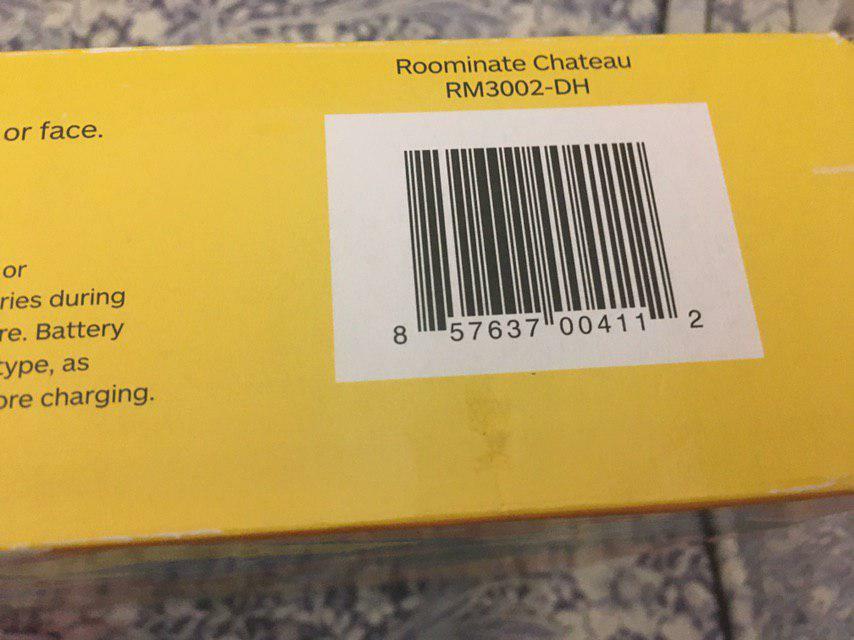 Roominate Chateau
RM3002-DH
or face.
or
ries during
re. Battery
type, as
ore charging.
8 57637 00411 2